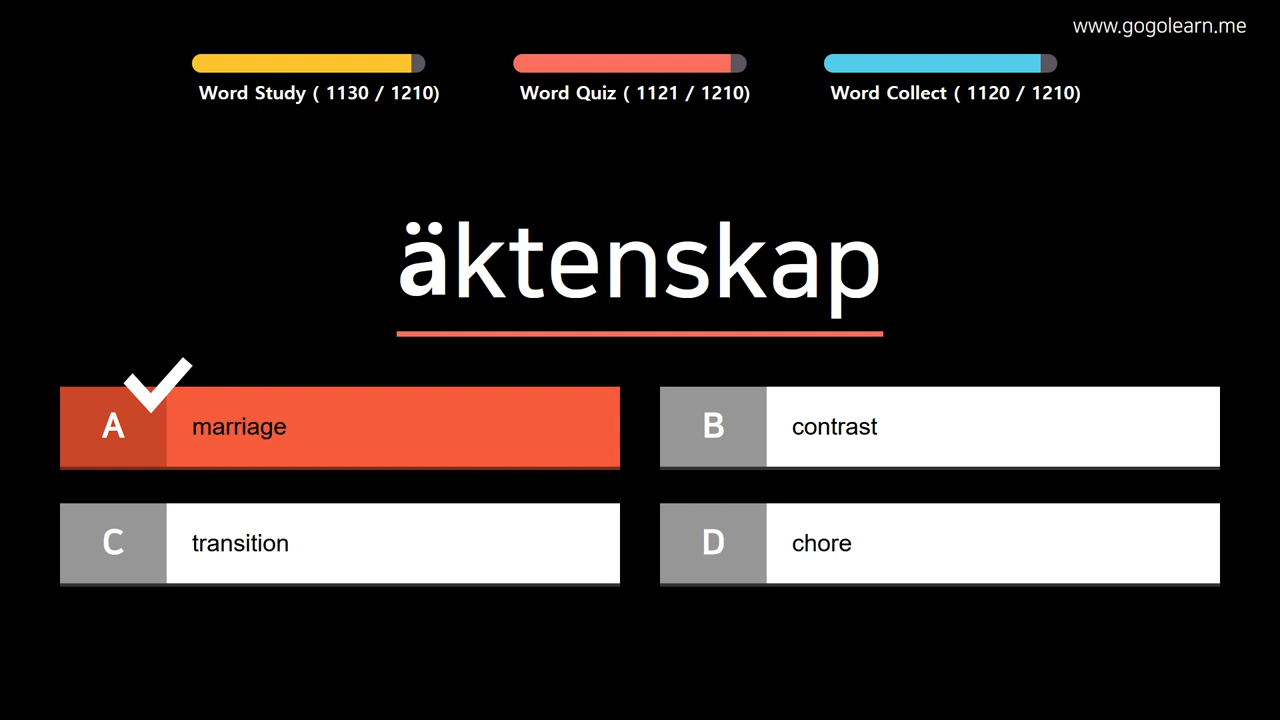 www.gogolearn.me
Word Study ( 1130 / 1210)
Word Quiz ( 1121 / 1210)
Word Collect ( 1120 / 1210)
äktenskap
A marriage
B contrast
C transition
D chore